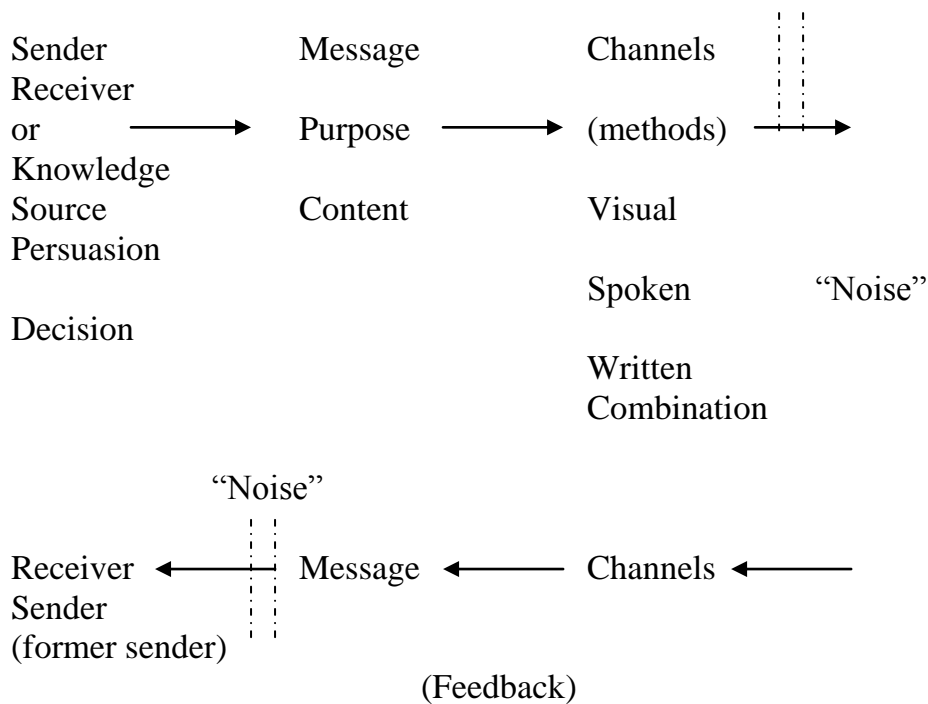 Sender Message Channels
Receiver
or Purpose (methods)
Knowledge
Source Content Visual
Persuasion
Spoken “Noise”
Decision
Written
Combination
“Noise”
Receiver Message Channels
Sender
(former sender)
(Feedback)